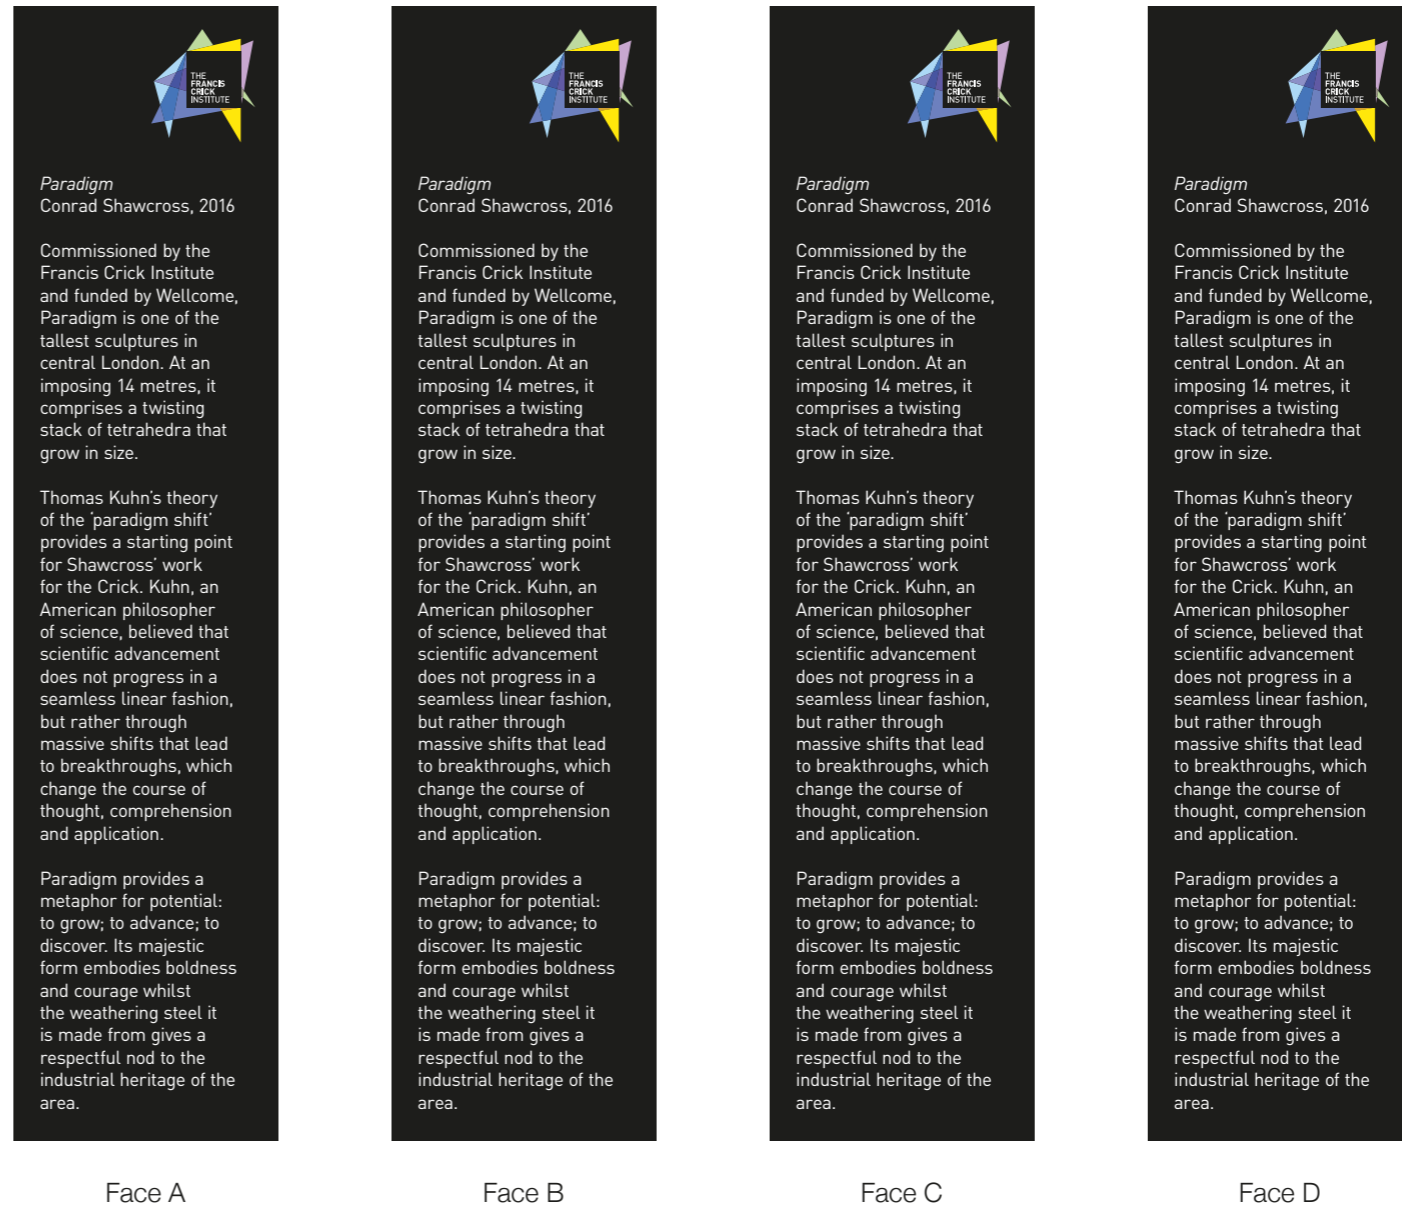 THE
FRANCIS
CRICK
INSTITUTE
Paradigm
Conrad Shawcross, 2016
Commissioned by the
Francis Crick Institute
and funded by Wellcome,
Paradigm is one of the
tallest sculptures in
central London. At an
imposing 14 metres, it
comprises a twisting
stack of tetrahedra that
grow in size.
Thomas Kuhn's theory
of the 'paradigm shift'
provides a starting point
for Shawcross' work
for the Crick. Kuhn, an
American philosopher
of science, believed that
scientific advancement
does not progress in a
seamless linear fashion,
but rather through
massive shifts that lead
to breakthroughs, which
change the course of
thought, comprehension
and application.
Paradigm provides a
metaphor for potential:
to grow; to advance; to
discover. Its majestic
form embodies boldness
and courage whilst
the weathering steel it
is made from gives a
respectful nod to the
industrial heritage of the
area.
Face A
THE
FRANCIS
CRICK
INSTITUTE
Paradigm
Conrad Shawcross, 2016
Commissioned by the
Francis Crick Institute
and funded by Wellcome,
Paradigm is one of the
tallest sculptures in
central London. At an
imposing 14 metres, it
comprises a twisting
stack of tetrahedra that
grow in size.
Thomas Kuhn's theory
of the 'paradigm shift'
provides a starting point
for Shawcross' work
for the Crick. Kuhn, an
American philosopher
of science, believed that
scientific advancement
does not progress in a
seamless linear fashion,
but rather through
massive shifts that lead
to breakthroughs, which
change the course of
thought, comprehension
and application.
Paradigm provides a
metaphor for potential:
to grow; to advance; to
discover. Its majestic
form embodies boldness
and courage whilst
the weathering steel it
is made from gives a
respectful nod to the
industrial heritage of the
area.
Face B
THE
FRANCIS
CRICK
INSTITUTE
Paradigm
Conrad Shawcross, 2016
Commissioned by the
Francis Crick Institute
and funded by Wellcome,
Paradigm is one of the
tallest sculptures in
central London. At an
imposing 14 metres, it
comprises a twisting
stack of tetrahedra that
grow in size.
Thomas Kuhn's theory
of the 'paradigm shift'
provides a starting point
for Shawcross' work
for the Crick. Kuhn, an
American philosopher
of science, believed that
scientific advancement
does not progress in a
seamless linear fashion,
but rather through
massive shifts that lead
to breakthroughs, which
change the course of
thought, comprehension
and application.
Paradigm provides a
metaphor for potential:
to grow; to advance; to
discover. Its majestic
form embodies boldness
and courage whilst
the weathering steel it
is made from gives a
respectful nod to the
industrial heritage of the
area.
Face C
THE
FRANCIS
CRICK
INSTITUTE
Paradigm
Conrad Shawcross, 2016
Commissioned by the
Francis Crick Institute
and funded by Wellcome,
Paradigm is one of the
tallest sculptures in
central London. At an
imposing 14 metres, it
comprises a twisting
stack of tetrahedra that
grow in size.
Thomas Kuhn's theory
of the 'paradigm shift'
provides a starting point
for Shawcross' work
for the Crick. Kuhn, an
American philosopher
of science, believed that
scientific advancement
does not progress in a
seamless linear fashion,
but rather through
massive shifts that lead
to breakthroughs, which
change the course of
thought, comprehension
and application.
Paradigm provides a
metaphor for potential:
to grow; to advance; to
discover. Its majestic
form embodies boldness
and courage whilst
the weathering steel it
is made from gives a
respectful nod to the
industrial heritage of the
area.
Face D